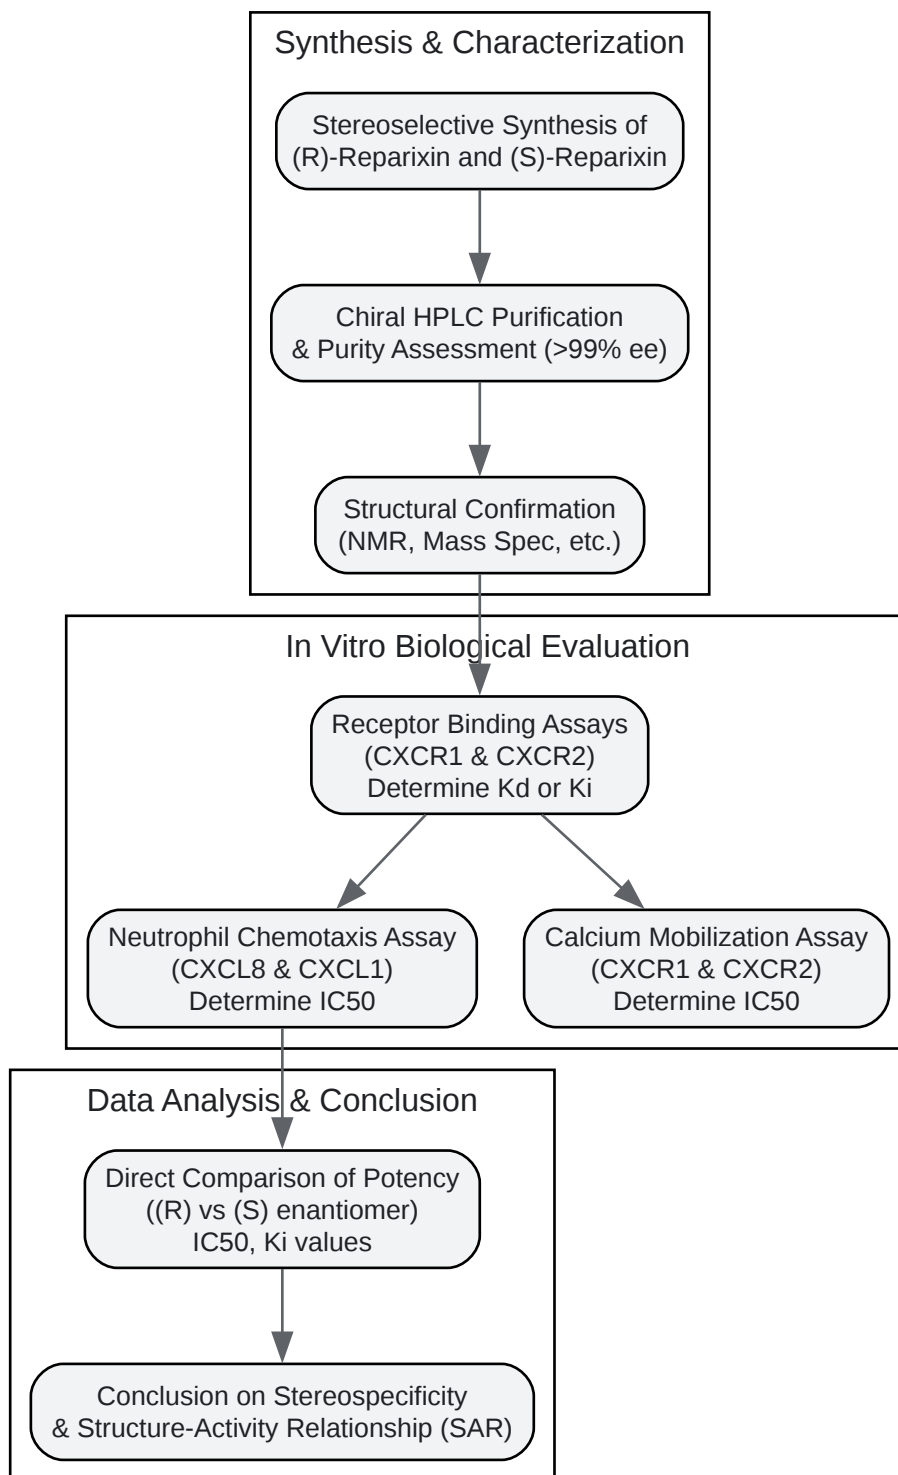 Synthesis & Characterization
Stereoselective Synthesis of
(R)-Reparixin and (S)-Reparixin
Chiral HPLC Purification
& Purity Assessment (>99% ee)
Structural Confirmation
(NMR, Mass Spec, etc.)
In Vitro Biological Evaluation
Receptor Binding Assays
(CXCR1 & CXCR2)
Determine Kd or Ki
Neutrophil Chemotaxis Assay
(CXCL8 & CXCL1)
Determine IC50
Calcium Mobilization Assay
(CXCR1 & CXCR2)
Determine IC50
Data Analysis & Conclusion
Direct Comparison of Potency
((R) vs (S) enantiomer)
IC50, Ki values
Conclusion on Stereospecificity
& Structure-Activity Relationship (SAR)